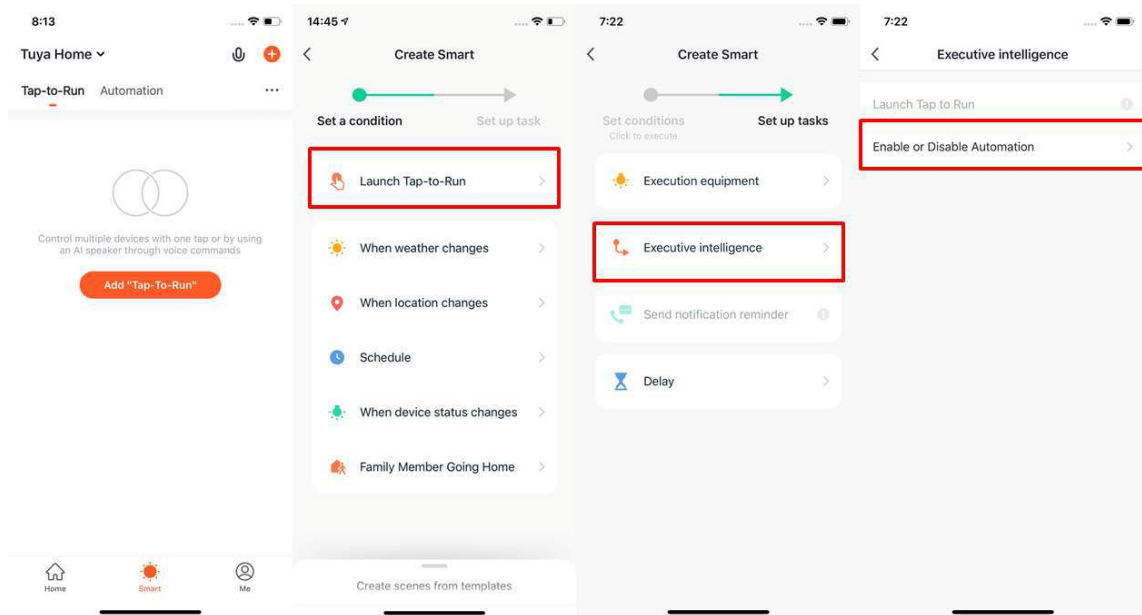 8:13
Tuya Home
Tap-to-Run Automation
Control multiple devices with one tap or by using
an AI speaker through voice commands
Add "Tap-To-Run"
Home Smart Me
14:45
Create Smart
Set a condition Set up task
Launch Tap-to-Run
When weather changes
When location changes
Schedule
When device status changes
Family Member Going Home
Create scenes from templates
7:22
Create Smart
Set conditions Set up tasks
Click to execute
Execution equipment
Executive intelligence
Send notification reminder
Delay
7:22
Executive intelligence
Launch Tap to Run
Enable or Disable Automation